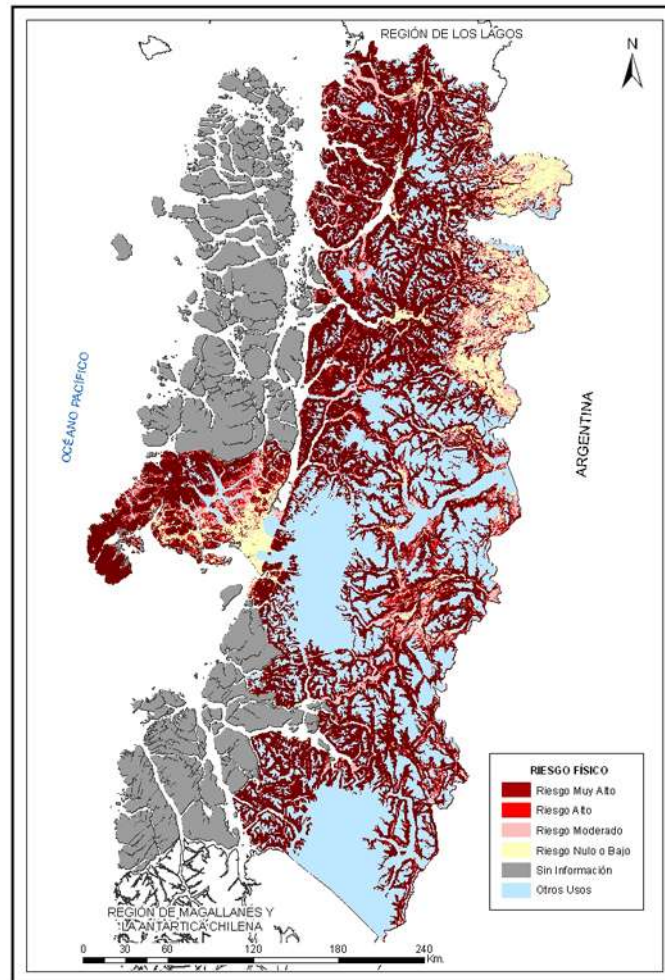 REGIÓN DE LOS LAGOS
N
OCÉANO PACÍFICO
ARGENTINA
RIESGO FÍSICO
Riesgo Muy Alto
Riesgo Alto
Riesgo Moderado
Riesgo Nulo o Bajo
Sin Información
Otros Usos
REGIÓN DE MAGALLANES Y
LA ANTÁRTICA CHILENA
0 30 60 120 180 240
Km.